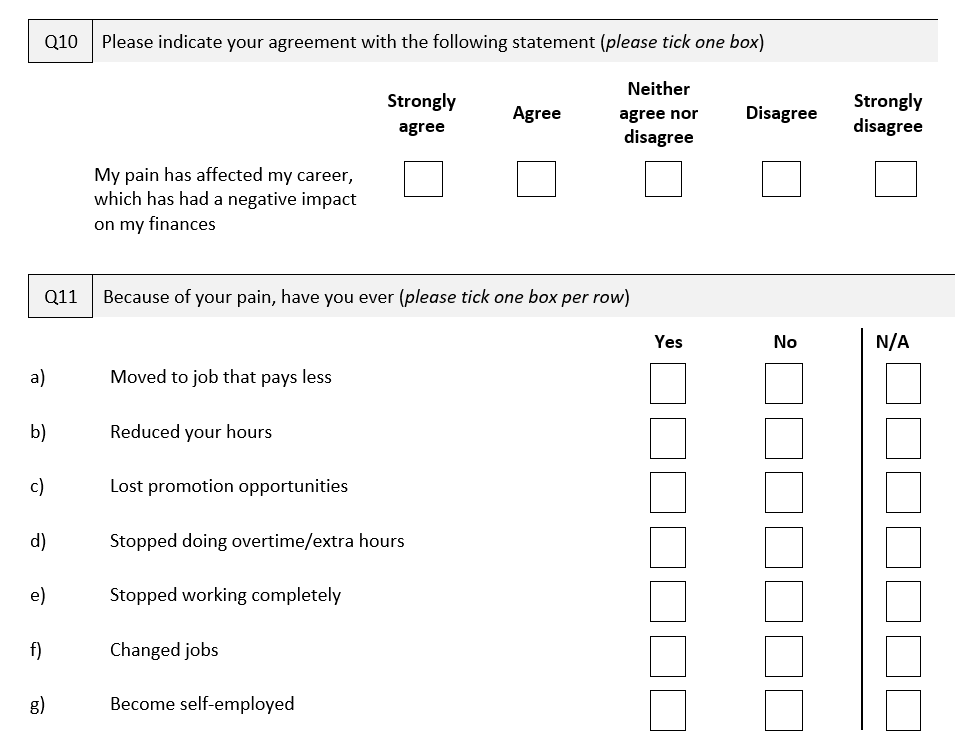 Q10 Please indicate your agreement with the following statement (please tick one box)
Strongly agree Agree Neither agree nor disagree Disagree Strongly disagree
My pain has affected my career,
which has had a negative impact
on my finances
Q11 Because of your pain, have you ever (please tick one box per row)
Yes No N/A
a) Moved to job that pays less
b) Reduced your hours
c) Lost promotion opportunities
d) Stopped doing overtime/extra hours
e) Stopped working completely
f) Changed jobs
g) Become self-employed